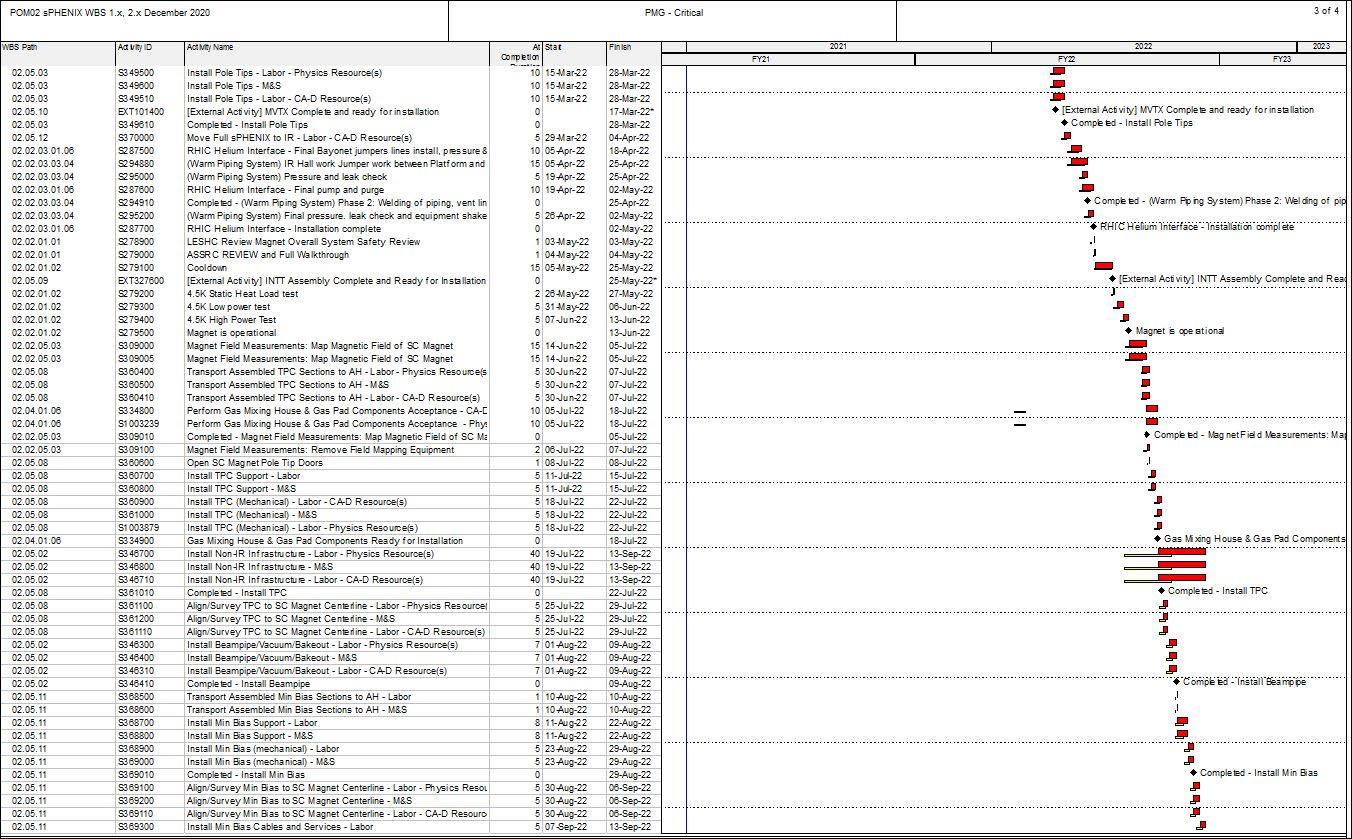 POM02 sPHENIX WBS 1.x, 2.x December 2020
PMG - Critical
3 of 4
WBS Path Activity ID Activity Name At Completion Start Finish 2021 2022 2023
FY21 FY22 FY23
02.05.03 S349500 Install Pole Tips - Labor - Physics Resource(s) 10 15-Mar-22 28-Mar-22
02.05.03 S349600 Install Pole Tips - M&S 10 15-Mar-22 28-Mar-22
02.05.03 S349510 Install Pole Tips - Labor - CA-D Resource(s) 10 15-Mar-22 28-Mar-22
02.05.10 EXT101400 [External Activity] MVTX Complete and ready for installation 0 17-Mar-22* [External Activity] MVTX Complete and ready for installation
02.05.03 S349610 Completed - Install Pole Tips 0 28-Mar-22 Completed - Install Pole Tips
02.05.12 S370000 Move Full sPHENIX to IR - Labor - CA-D Resource(s) 5 29-Mar-22 04-Apr-22
02.02.03.01.06 S287500 RHIC Helium Interface - Final Bayonet jumpers lines install, pressure & 10 05-Apr-22 18-Apr-22
02.02.03.03.04 S294880 (Warm Piping System) IR Hall work Jumper work between Platform and 15 05-Apr-22 25-Apr-22
02.02.03.03.04 S295000 (Warm Piping System) Pressure and leak check 5 19-Apr-22 25-Apr-22
02.02.03.01.06 S287600 RHIC Helium Interface - Final pump and purge 10 19-Apr-22 02-May-22
02.02.03.03.04 S294910 Completed - (Warm Piping System) Phase 2: Welding of piping, vent lin 0 25-Apr-22 Completed - (Warm Piping System) Phase 2: Welding of pip
02.02.03.03.04 S295200 (Warm Piping System) Final pressure. leak check and equipment shake 5 26-Apr-22 02-May-22
02.02.03.01.06 S287700 RHIC Helium Interface - Installation complete 0 02-May-22 RHIC Helium Interface - Installation complete
02.02.01.01 S278900 LESHC Review Magnet Overall System Safety Review 1 03-May-22 03-May-22
02.02.01.01 S279000 ASSRC REVIEW and Full Walkthrough 1 04-May-22 04-May-22
02.02.01.02 S279100 Cooldown 15 05-May-22 25-May-22
02.05.09 EXT327600 [External Activity] INTT Assembly Complete and Ready for Installation 0 25-May-22* [External Activity] INTT Assembly Complete and Read
02.02.01.02 S279200 4.5K Static Heat Load test 2 26-May-22 27-May-22
02.02.01.02 S279300 4.5K Low power test 5 31-May-22 06-Jun-22
02.02.01.02 S279400 4.5K High Power Test 5 07-Jun-22 13-Jun-22
02.02.01.02 S279500 Magnet is operational 0 13-Jun-22 Magnet is operational
02.02.05.03 S309000 Magnet Field Measurements: Map Magnetic Field of SC Magnet 15 14-Jun-22 05-Jul-22
02.02.05.03 S309005 Magnet Field Measurements: Map Magnetic Field of SC Magnet 15 14-Jun-22 05-Jul-22
02.05.08 S360400 Transport Assembled TPC Sections to AH - Labor - Physics Resource(s 5 30-Jun-22 07-Jul-22
02.05.08 S360500 Transport Assembled TPC Sections to AH - M&S 5 30-Jun-22 07-Jul-22
02.05.08 S360410 Transport Assembled TPC Sections to AH - Labor - CA-D Resource(s) 5 30-Jun-22 07-Jul-22
02.04.01.06 S334800 Perform Gas Mixing House & Gas Pad Components Acceptance - CA-D 10 05-Jul-22 18-Jul-22
02.04.01.06 S1003239 Perform Gas Mixing House & Gas Pad Components Acceptance - Phys 10 05-Jul-22 18-Jul-22
02.02.05.03 S309010 Completed - Magnet Field Measurements: Map Magnetic Field of SC Ma 0 05-Jul-22 Completed - Magnet Field Measurements: Map
02.02.05.03 S309100 Magnet Field Measurements: Remove Field Mapping Equipment 2 06-Jul-22 07-Jul-22
02.05.08 S360600 Open SC Magnet Pole Tip Doors 1 08-Jul-22 08-Jul-22
02.05.08 S360700 Install TPC Support - Labor 5 11-Jul-22 15-Jul-22
02.05.08 S360800 Install TPC Support - M&S 5 11-Jul-22 15-Jul-22
02.05.08 S360900 Install TPC (Mechanical) - Labor - CA-D Resource(s) 5 18-Jul-22 22-Jul-22
02.05.08 S361000 Install TPC (Mechanical) - M&S 5 18-Jul-22 22-Jul-22
02.05.08 S1003879 Install TPC (Mechanical) - Labor - Physics Resource(s) 5 18-Jul-22 22-Jul-22
02.04.01.06 S334900 Gas Mixing House & Gas Pad Components Ready for Installation 0 18-Jul-22 Gas Mixing House & Gas Pad Components
02.05.02 S346700 Install Non-IR Infrastructure - Labor - Physics Resource(s) 40 19-Jul-22 13-Sep-22
02.05.02 S346800 Install Non-IR Infrastructure - M&S 40 19-Jul-22 13-Sep-22
02.05.02 S346710 Install Non-IR Infrastructure - Labor - CA-D Resource(s) 40 19-Jul-22 13-Sep-22
02.05.08 S361010 Completed - Install TPC 0 22-Jul-22 Completed - Install TPC
02.05.08 S361100 Align/Survey TPC to SC Magnet Centerline - Labor - Physics Resource( 5 25-Jul-22 29-Jul-22
02.05.08 S361200 Align/Survey TPC to SC Magnet Centerline - M&S 5 25-Jul-22 29-Jul-22
02.05.08 S361110 Align/Survey TPC to SC Magnet Centerline - Labor - CA-D Resource(s) 5 25-Jul-22 29-Jul-22
02.05.02 S346300 Install Beampipe/Vacuum/Bakeout - Labor - Physics Resource(s) 7 01-Aug-22 09-Aug-22
02.05.02 S346400 Install Beampipe/Vacuum/Bakeout - M&S 7 01-Aug-22 09-Aug-22
02.05.02 S346310 Install Beampipe/Vacuum/Bakeout - Labor - CA-D Resource(s) 7 01-Aug-22 09-Aug-22
02.05.02 S346410 Completed - Install Beampipe 0 09-Aug-22 Completed - Install Beampipe
02.05.11 S368500 Transport Assembled Min Bias Sections to AH - Labor 1 10-Aug-22 10-Aug-22
02.05.11 S368600 Transport Assembled Min Bias Sections to AH - M&S 1 10-Aug-22 10-Aug-22
02.05.11 S368700 Install Min Bias Support - Labor 8 11-Aug-22 22-Aug-22
02.05.11 S368800 Install Min Bias Support - M&S 8 11-Aug-22 22-Aug-22
02.05.11 S368900 Install Min Bias (mechanical) - Labor 5 23-Aug-22 29-Aug-22
02.05.11 S369000 Install Min Bias (mechanical) - M&S 5 23-Aug-22 29-Aug-22
02.05.11 S369010 Completed - Install Min Bias 0 29-Aug-22 Completed - Install Min Bias
02.05.11 S369100 Align/Survey Min Bias to SC Magnet Centerline - Labor - Physics Resou 5 30-Aug-22 06-Sep-22
02.05.11 S369200 Align/Survey Min Bias to SC Magnet Centerline - M&S 5 30-Aug-22 06-Sep-22
02.05.11 S369110 Align/Survey Min Bias to SC Magnet Centerline - Labor - CA-D Resource 5 30-Aug-22 06-Sep-22
02.05.11 S369300 Install Min Bias Cables and Services - Labor 5 07-Sep-22 13-Sep-22